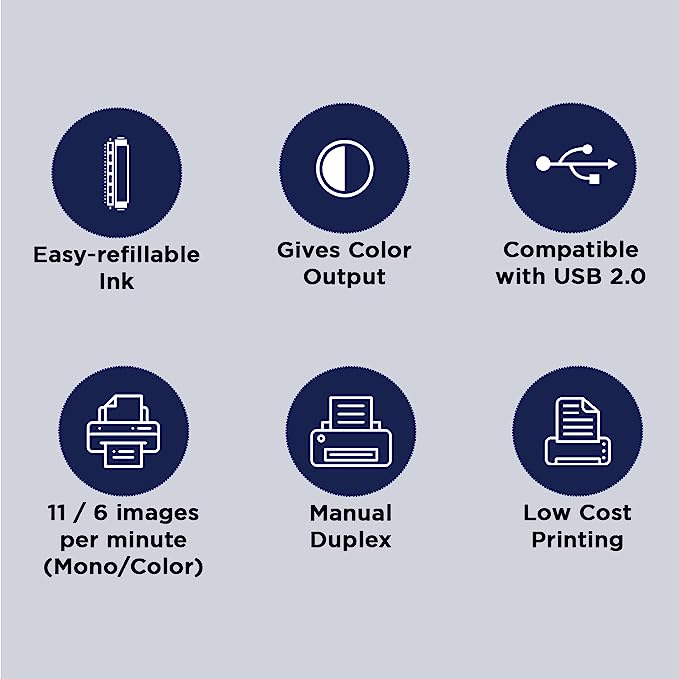 Easy-refillable
Ink
Gives Color
Output
Compatible
with USB 2.0
11 / 6 images
per minute
(Mono/Color)
Manual
Duplex
Low Cost
Printing